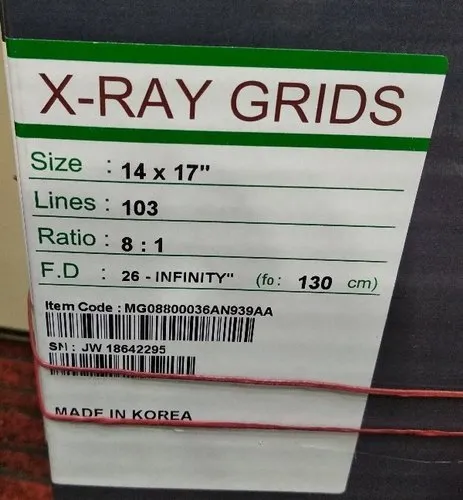 X-RAY GRIDS
Size : 14 x 17"
Lines : 103
Ratio : 8 : 1
F.D : 26 - INFINITY" (fo: 130 cm)
Item Code : MG08800036AN939AA
SN : JW 18642295
MADE IN KOREA